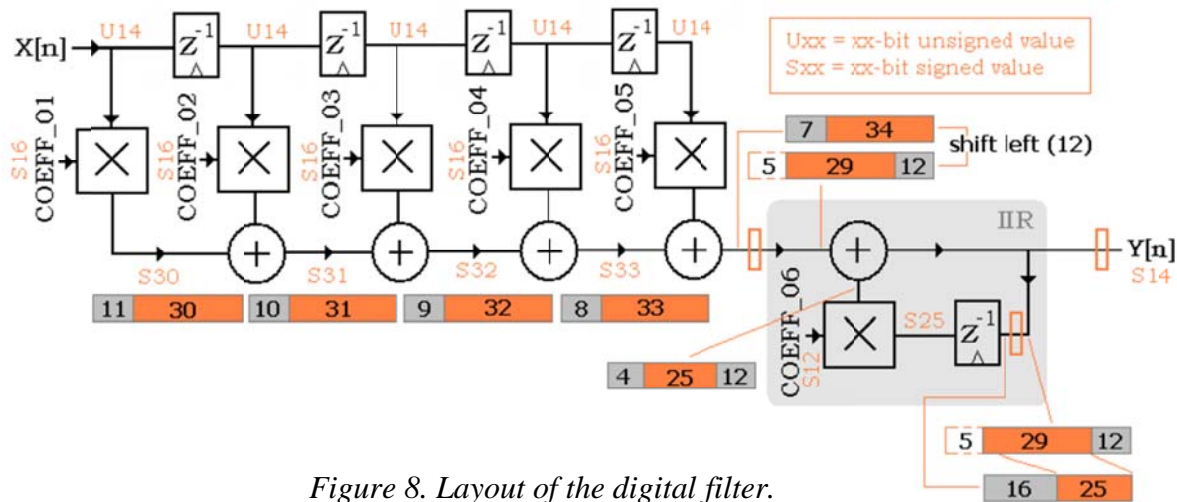 X[n]
U14
z-1
U14
z-1
U14
z-1
U14
z-1
U14
Uxx = xx-bit unsigned value
Sxx = xx-bit signed value
S16
COEFF_01
S16
COEFF_02
S16
COEFF_03
S16
COEFF_04
S16
COEFF_05
7 34
shift left (12)
5 29 12
IIR
S30
S31
S32
S33
Y[n]
S14
11 30
10 31
9 32
8 33
COEFF_06
S12
S25
z-1
4 25 12
5 29 12
16 25
Figure 8. Layout of the digital filter.